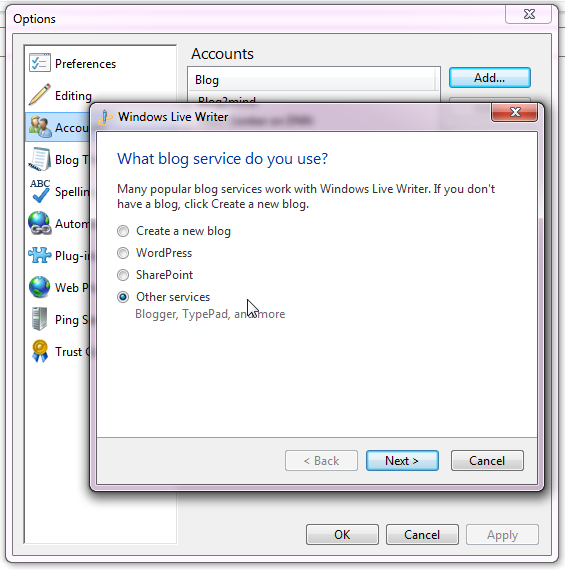 Options
Preferences
Editing
Accou
Blog T
Spellin
Autom
Plug-in
Web P
Ping S
Trust C
Accounts
Blog
Add...
Blog2mind
Windows Live Writer
What blog service do you use?
Many popular blog services work with Windows Live Writer. If you don't
have a blog, click Create a new blog.
Create a new blog
WordPress
SharePoint
Other services
Blogger, TypePad, and more
< Back
Next >
Cancel
OK
Cancel
Apply